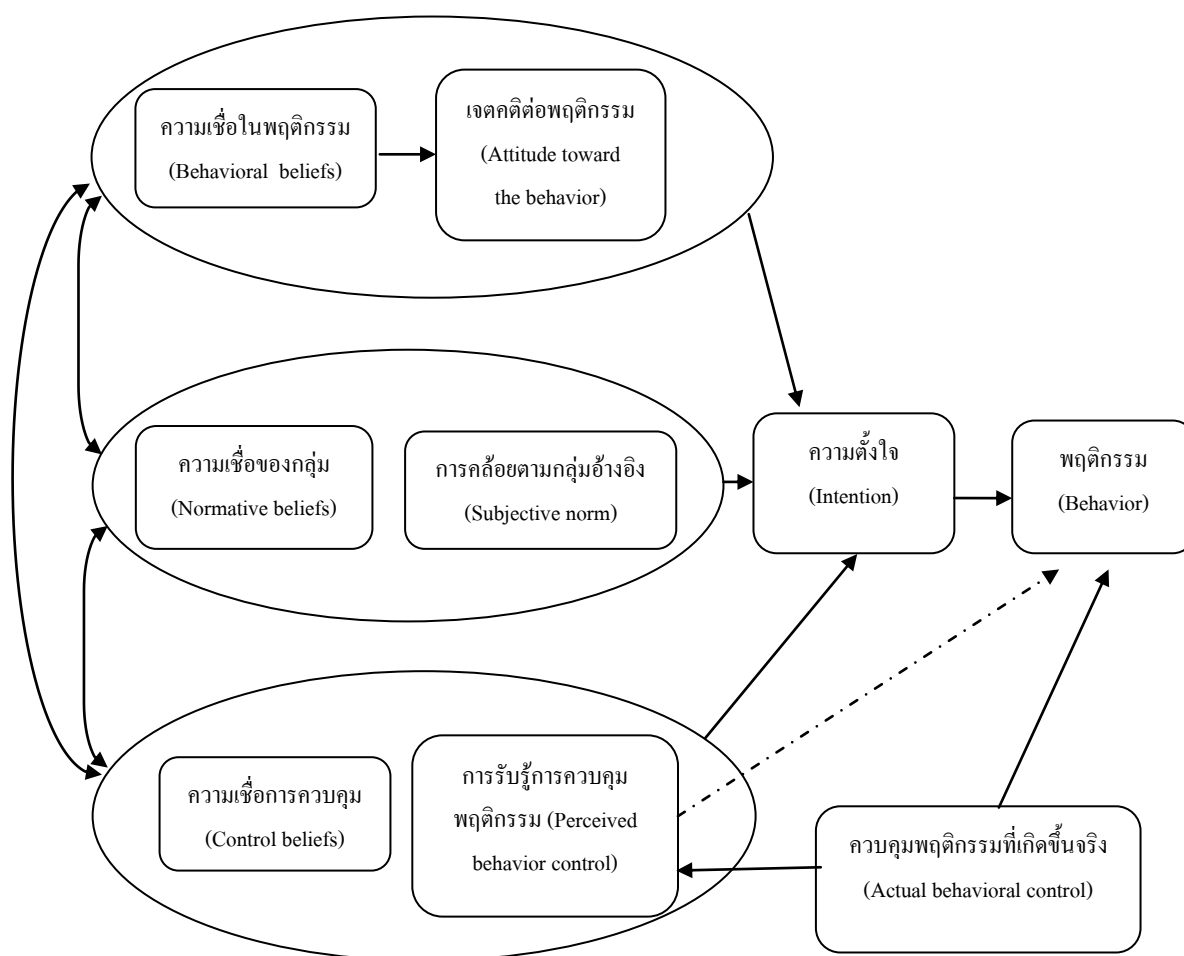 ความเชื่อในพฤติกรรม
(Behavioral beliefs)
เจตคติต่อพฤติกรรม
(Attitude toward
the behavior)
ความเชื่อของกลุ่ม
(Normative beliefs)
การคล้อยตามกลุ่มอ้างอิง
(Subjective norm)
ความตั้งใจ
(Intention)
พฤติกรรม
(Behavior)
ความเชื่อการควบคุม
(Control beliefs)
การรับรู้การควบคุม
พฤติกรรม (Perceived
behavior control)
ควบคุมพฤติกรรมที่เกิดขึ้นจริง
(Actual behavioral control)